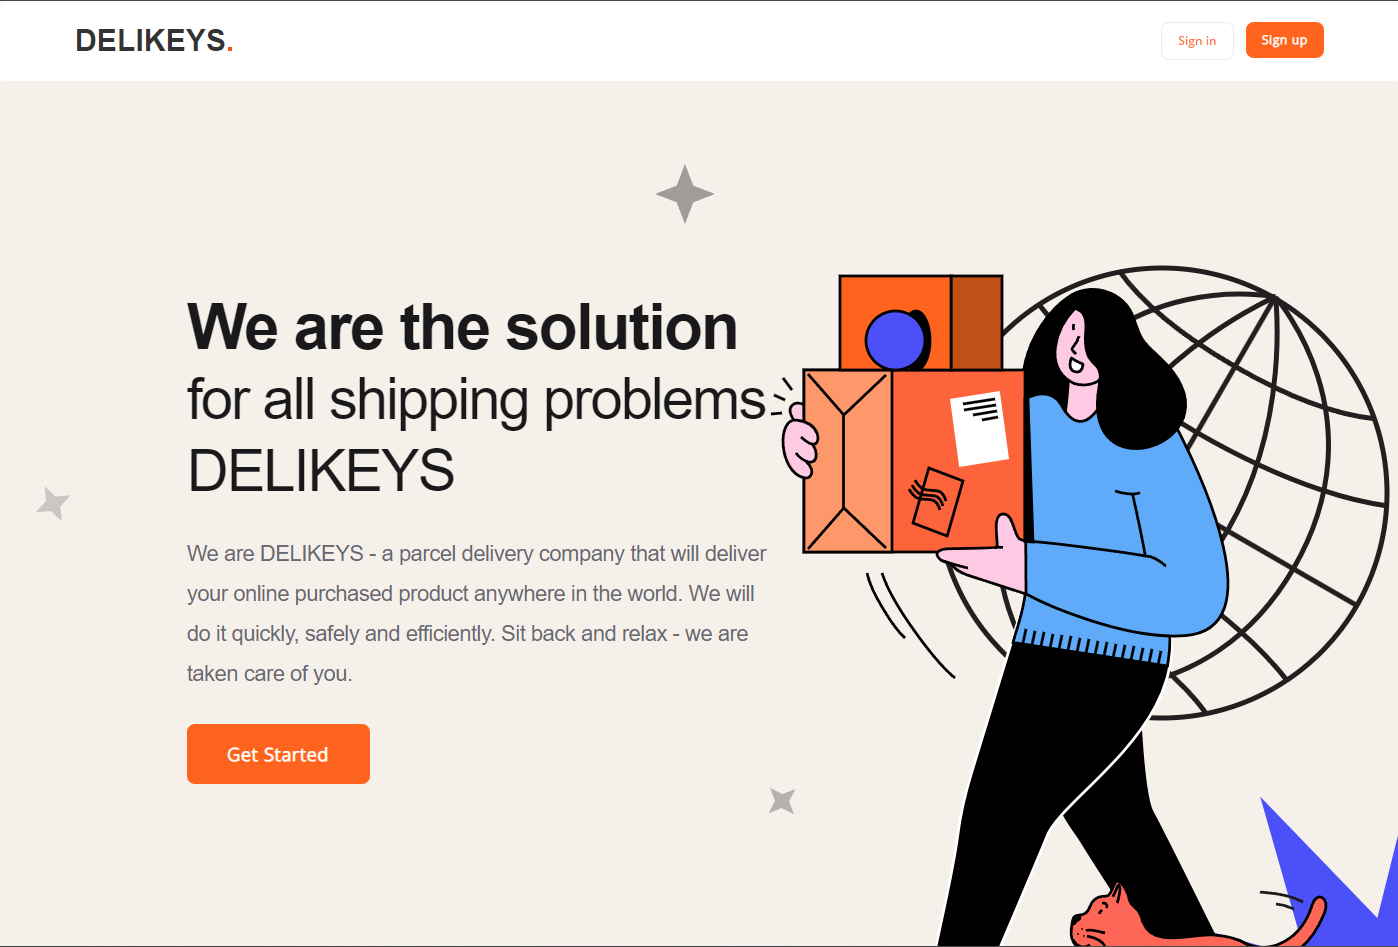 DELIKEYS.
Sign in
Sign up
We are the solution
for all shipping problems
DELIKEYS
We are DELIKEYS - a parcel delivery company that will deliver
your online purchased product anywhere in the world. We will
do it quickly, safely and efficiently. Sit back and relax - we are
taken care of you.
Get Started